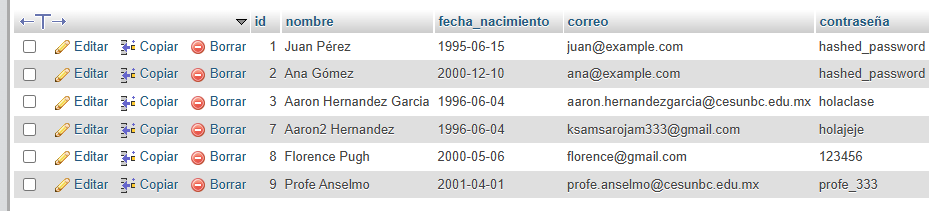 id nombre fecha_nacimiento correo contraseña
Editar Copiar Borrar 1 Juan Pérez 1995-06-15 juan@example.com hashed_password
Editar Copiar Borrar 2 Ana Gómez 2000-12-10 ana@example.com hashed_password
Editar Copiar Borrar 3 Aaron Hernandez Garcia 1996-06-04 aaron.hernandezgarcia@cesunbc.edu.mx holaclase
Editar Copiar Borrar 7 Aaron2 Hernandez 1996-06-04 ksamsarojam333@gmail.com holajeje
Editar Copiar Borrar 8 Florence Pugh 2000-05-06 florence@gmail.com 123456
Editar Copiar Borrar 9 Profe Anselmo 2001-04-01 profe.anselmo@cesunbc.edu.mx profe_333